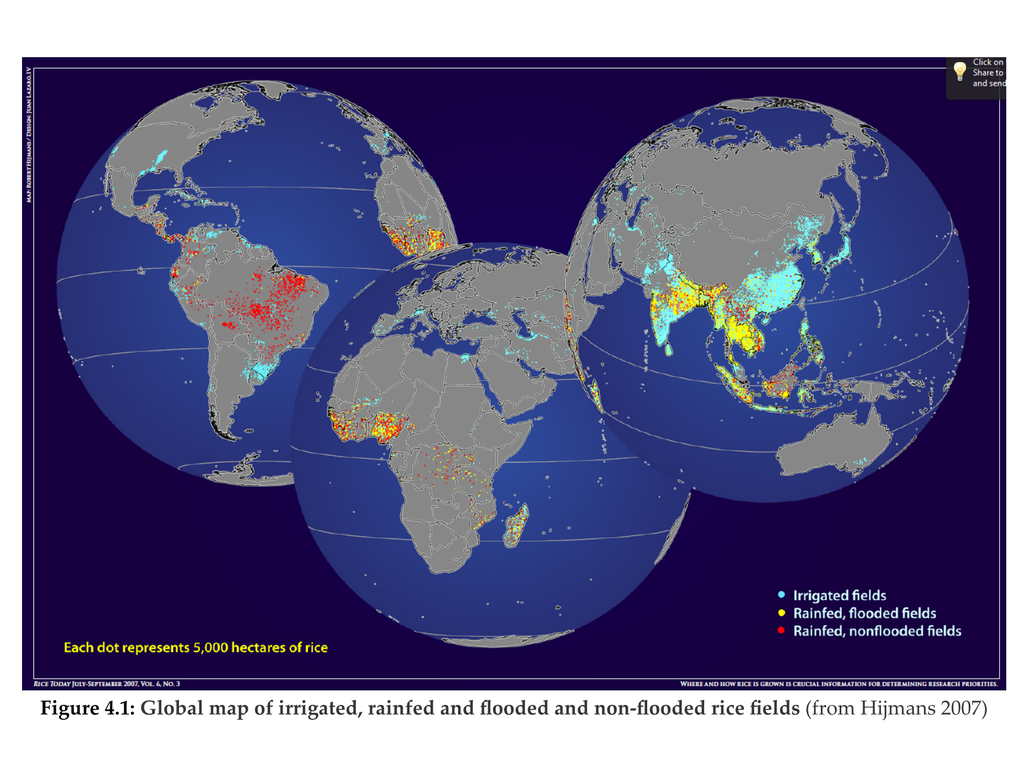 Click on
Share to
and send
MAP: ROBERT HIJMANS / DESIGN: JUAN LAZARO, IV
Irrigated fields
Rainfed, flooded fields
Rainfed, nonflooded fields
Each dot represents 5,000 hectares of rice
RICE TODAY JULY-SEPTEMBER 2007, VOL. 6, NO. 3
WHERE AND HOW RICE IS GROWN IS CRUCIAL INFORMATION FOR DETERMINING RESEARCH PRIORITIES.
Figure 4.1: Global map of irrigated, rainfed and flooded and non-flooded rice fields (from Hijmans 2007)